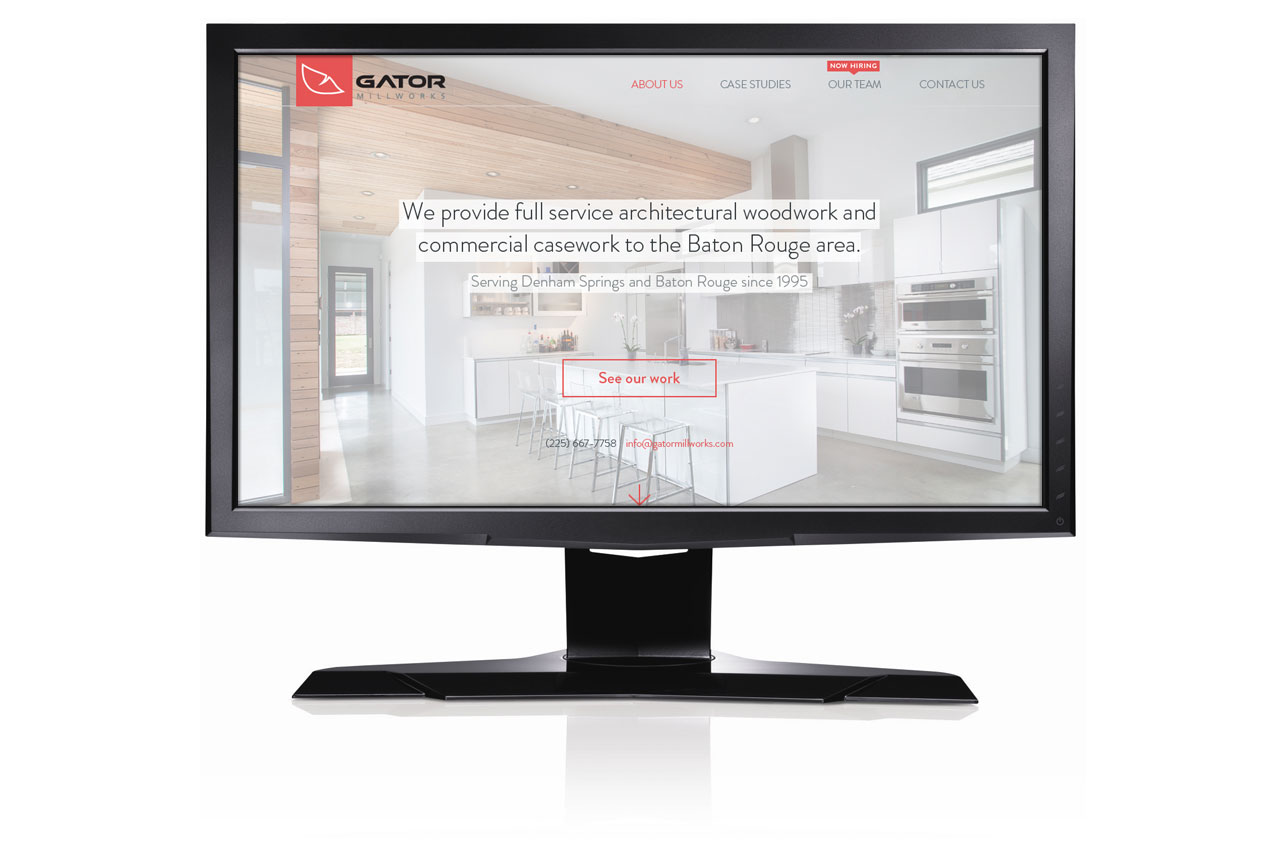 GATOR
MILLWORKS
ABOUT US
CASE STUDIES
NOW HIRING
OUR TEAM
CONTACT US
We provide full service architectural woodwork and
commercial casework to the Baton Rouge area.
Serving Denham Springs and Baton Rouge since 1995
See our work
(225) 667-7758 info@gatormillworks.com